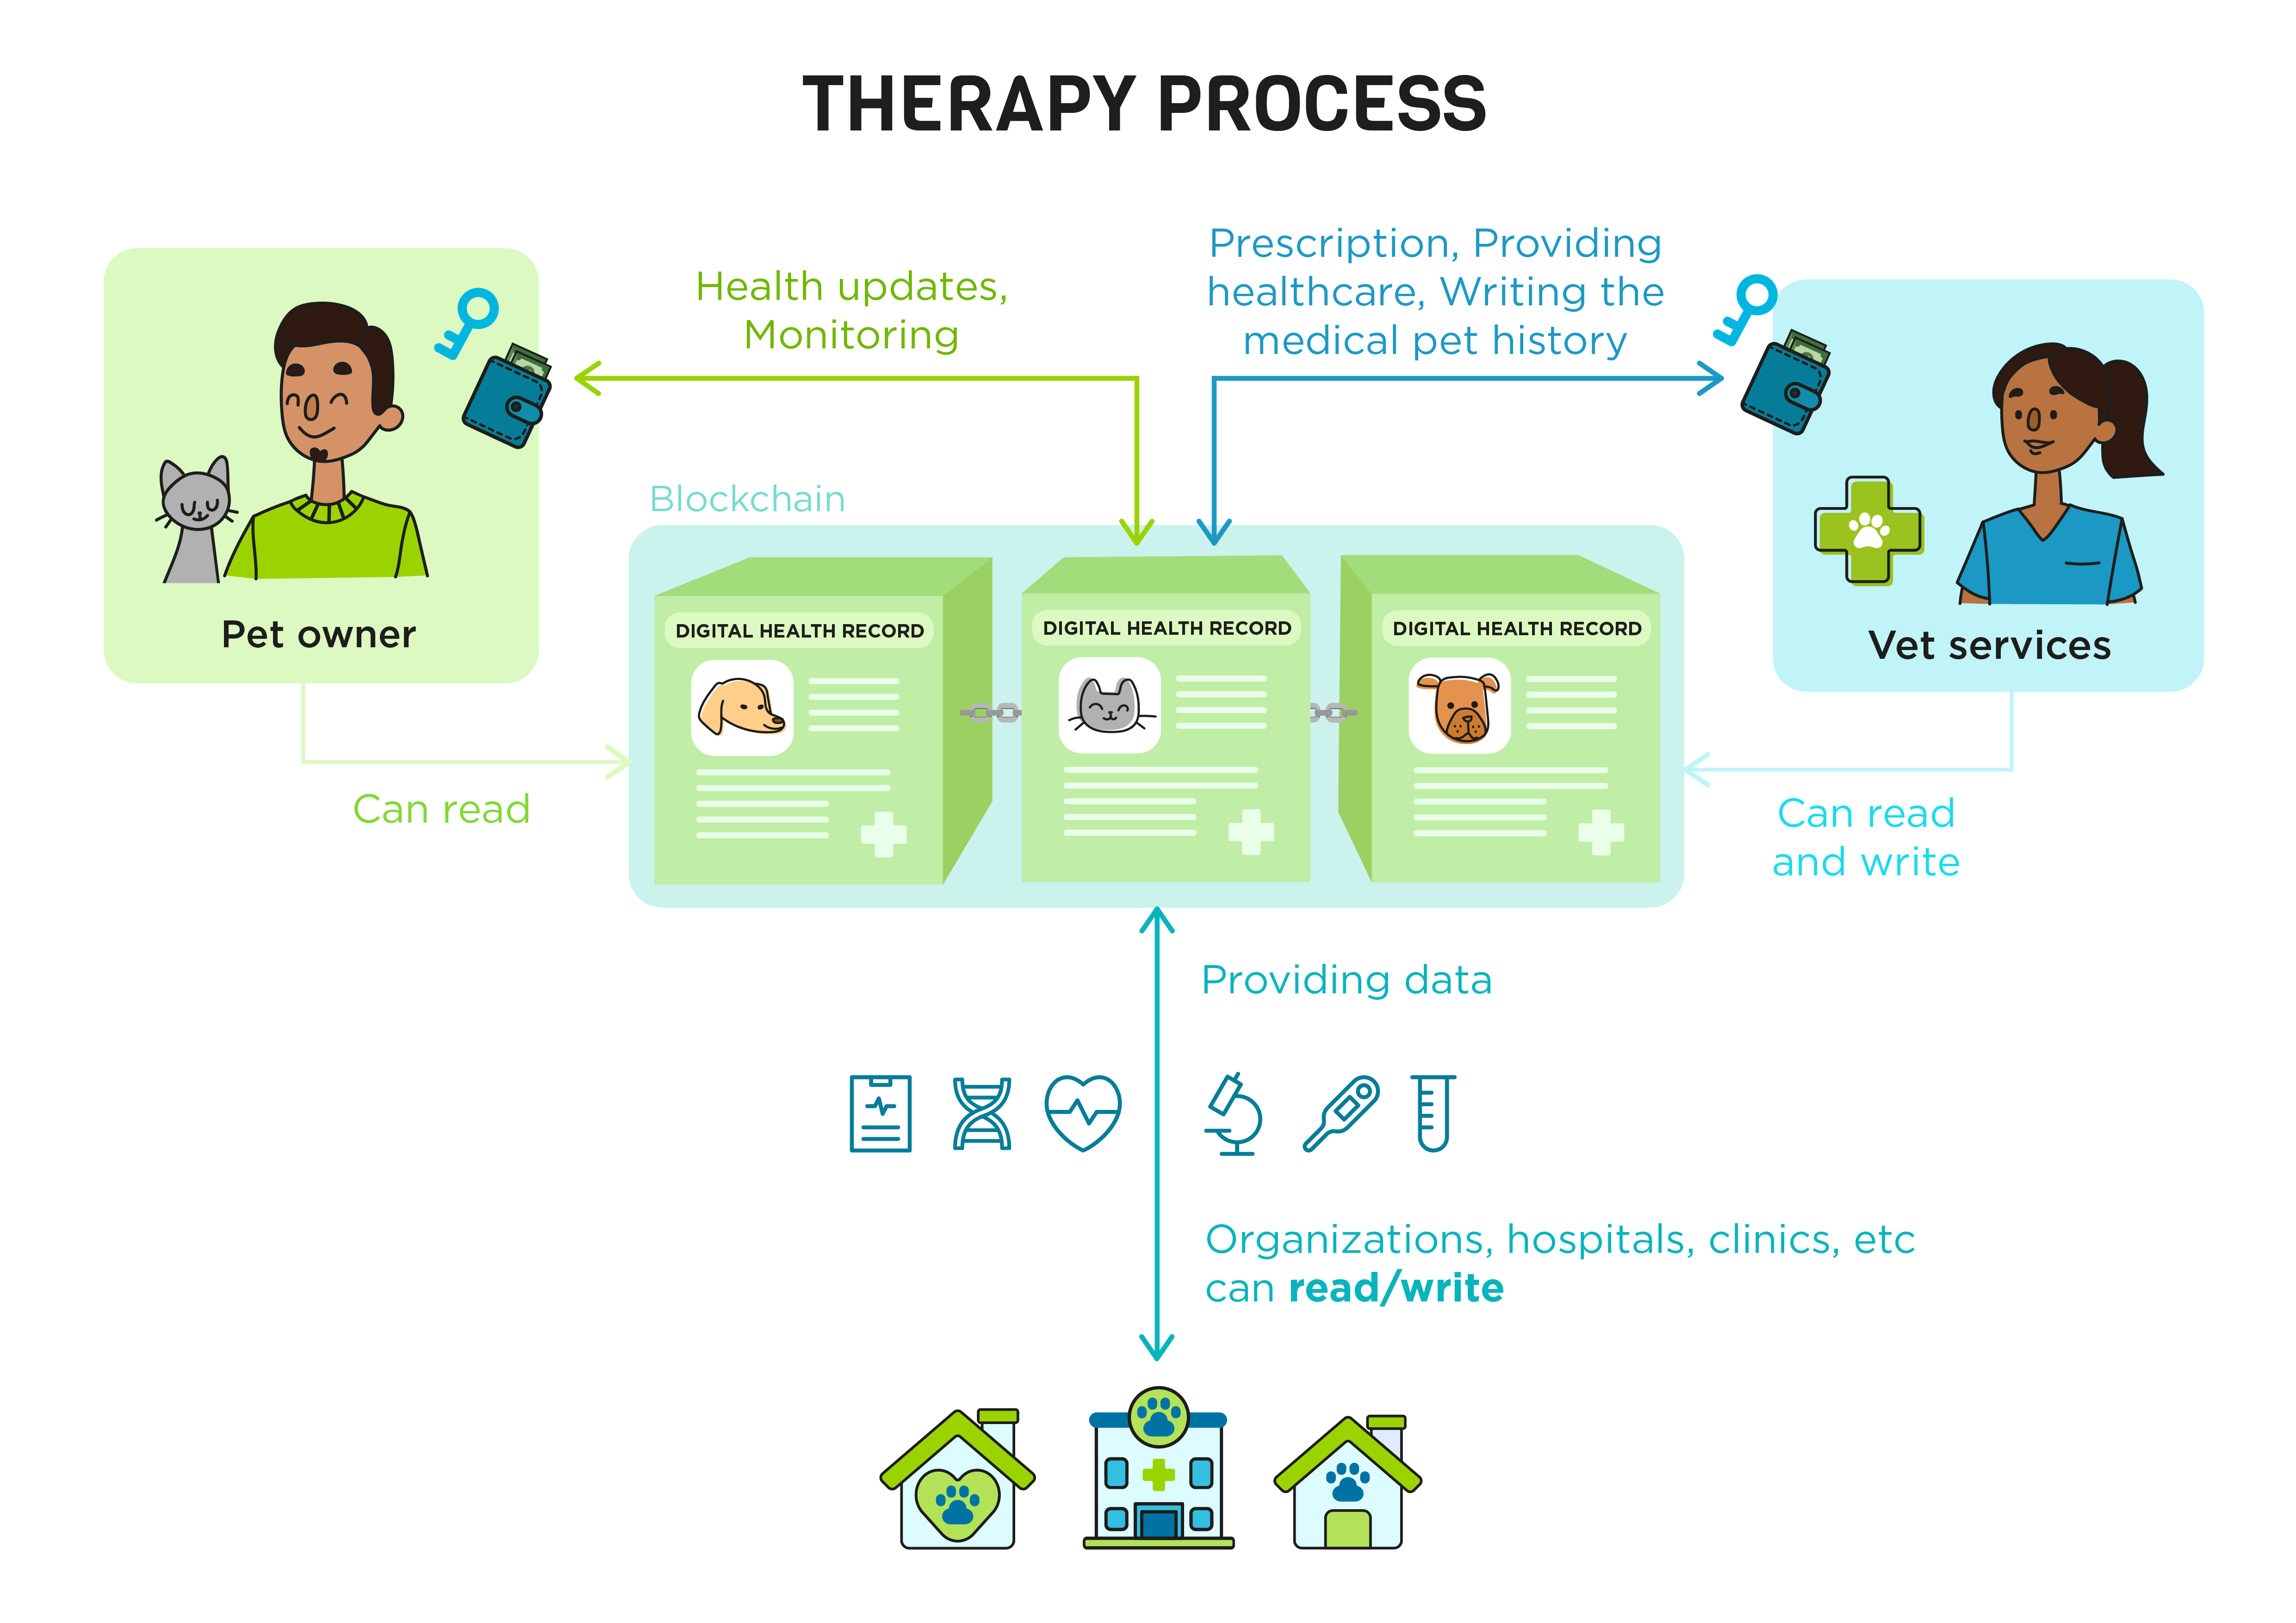 THERAPY PROCESS
Health updates,
Monitoring
Prescription, Providing
healthcare, Writing the
medical pet history
Pet owner
Vet services
Blockchain
DIGITAL HEALTH RECORD
DIGITAL HEALTH RECORD
DIGITAL HEALTH RECORD
Can read
Can read
and write
Providing data
Organizations, hospitals, clinics, etc
can read/write